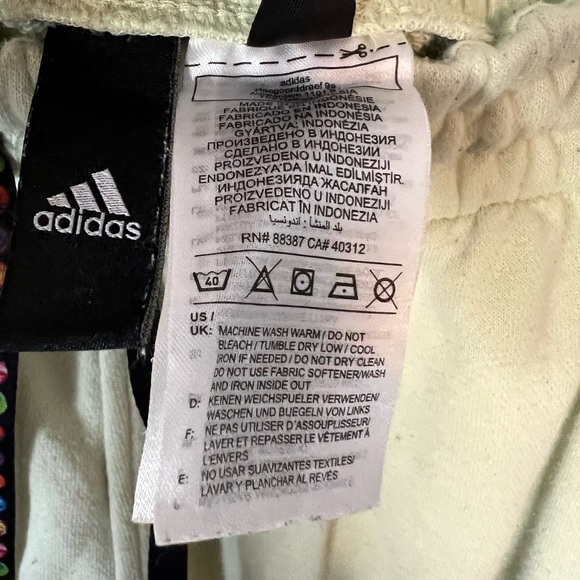 adidas
adidas
Hoogoorddreef 9a
MADE IN
INDONÉSIE
FABRICADO EN INDONESIA
FABRICADO NA INDONÉSIA
GYÁRTVA: INDONÉZIA
ПРОИЗВЕДЕНО В ИНДОНЕЗИЯ
СДЕЛАНО В ИНДОНЕЗИИ
PROIZVEDENO U INDONEZIJI
ENDONEZYA'DA İMAL EDİLMİŞTİR.
ИНДОНЕЗИЯДА ЖАСАЛҒАН
PROIZVEDENO U INDONEZIJI
FABRICAT ÎN INDONEZIA
بلد المنشأ: أندونيسيا
RN# 88387 CA# 40312
40
US /
UK: MACHINE WASH WARM / DO NOT
BLEACH / TUMBLE DRY LOW / COOL
IRON IF NEEDED / DO NOT DRY CLEAN
DO NOT USE FABRIC SOFTENER/WASH
AND IRON INSIDE OUT
D: KEINEN WEICHSPUELER VERWENDEN/
WASCHEN UND BUEGELN VON LINKS
F: NE PAS UTILISER D'ASSOUPLISSEUR/
LAVER ET REPASSER LE VÊTEMENT À
L'ENVERS
E: NO USAR SUAVIZANTES TEXTILES/
LAVAR Y PLANCHAR AL REVÉS